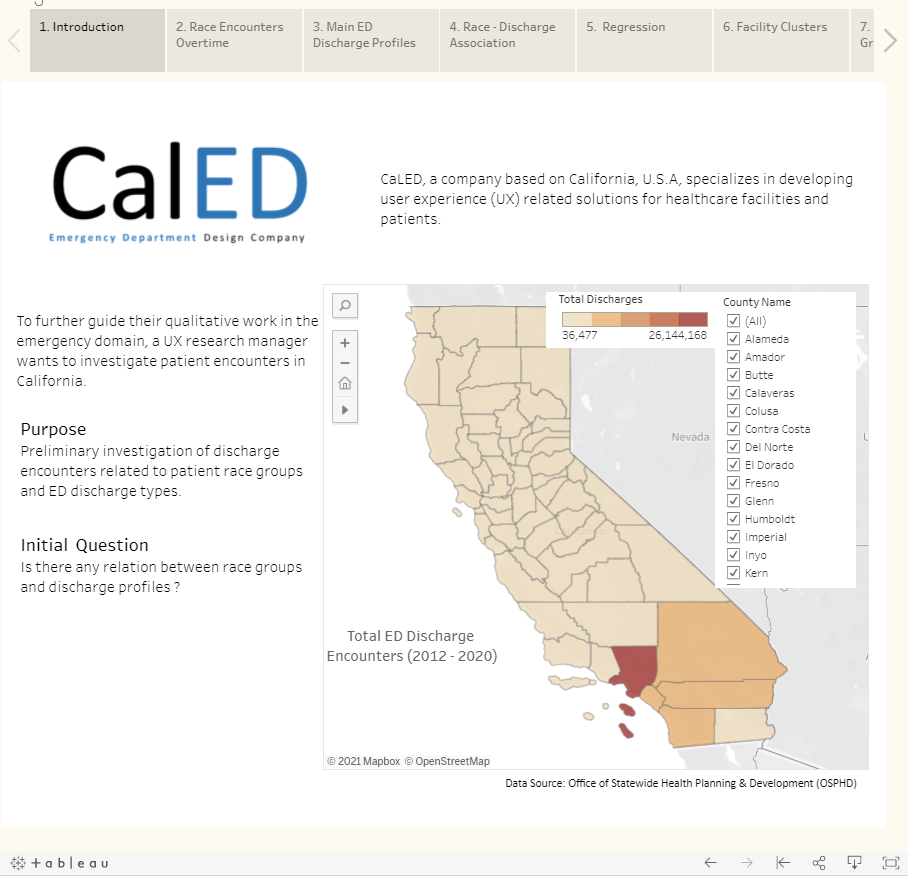 1. Introduction
2. Race Encounters
Overtime
3. Main ED
Discharge Profiles
4. Race - Discharge
Association
5. Regression
6. Facility Clusters
7.
Gr
CalED
Emergency Department Design Company
CaLED, a company based on California, U.S.A, specializes in developing
user experience (UX) related solutions for healthcare facilities and
patients.
To further guide their qualitative work in the
emergency domain, a UX research manager
wants to investigate patient encounters in
California.
Purpose
Preliminary investigation of discharge
encounters related to patient race groups
and ED discharge types.
Initial Question
Is there any relation between race groups
and discharge profiles ?
Total Discharges
36,477 26,144,168
County Name
(All)
Alameda
Amador
Butte
Calaveras
Colusa
Contra Costa
Del Norte
El Dorado
Fresno
Glenn
Humboldt
Imperial
Inyo
Kern
Nevada
Total ED Discharge
Encounters (2012 - 2020)
© 2021 Mapbox © OpenStreetMap
Data Source: Office of Statewide Health Planning & Development (OSPHD)
+ a b l e a u